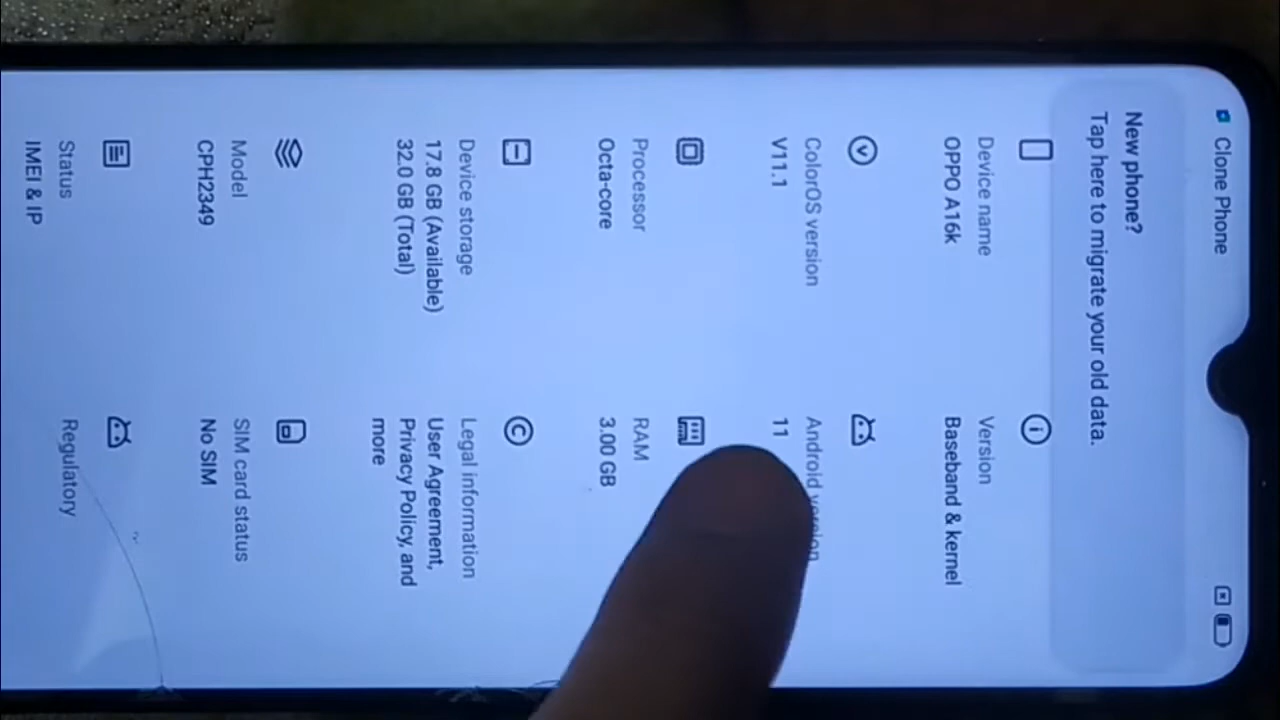 Clone Phone
New phone?
Tap here to migrate your old data.
Device name
OPPO A16k
Version
Baseband & kernel
ColorOS version
V11.1
Android version
11
Processor
Octa-core
RAM
3.00 GB
Device storage
17.8 GB (Available)
32.0 GB (Total)
Legal information
User Agreement,
Privacy Policy, and
more
Model
CPH2349
SIM card status
No SIM
Status
IMEI & IP
Regulatory